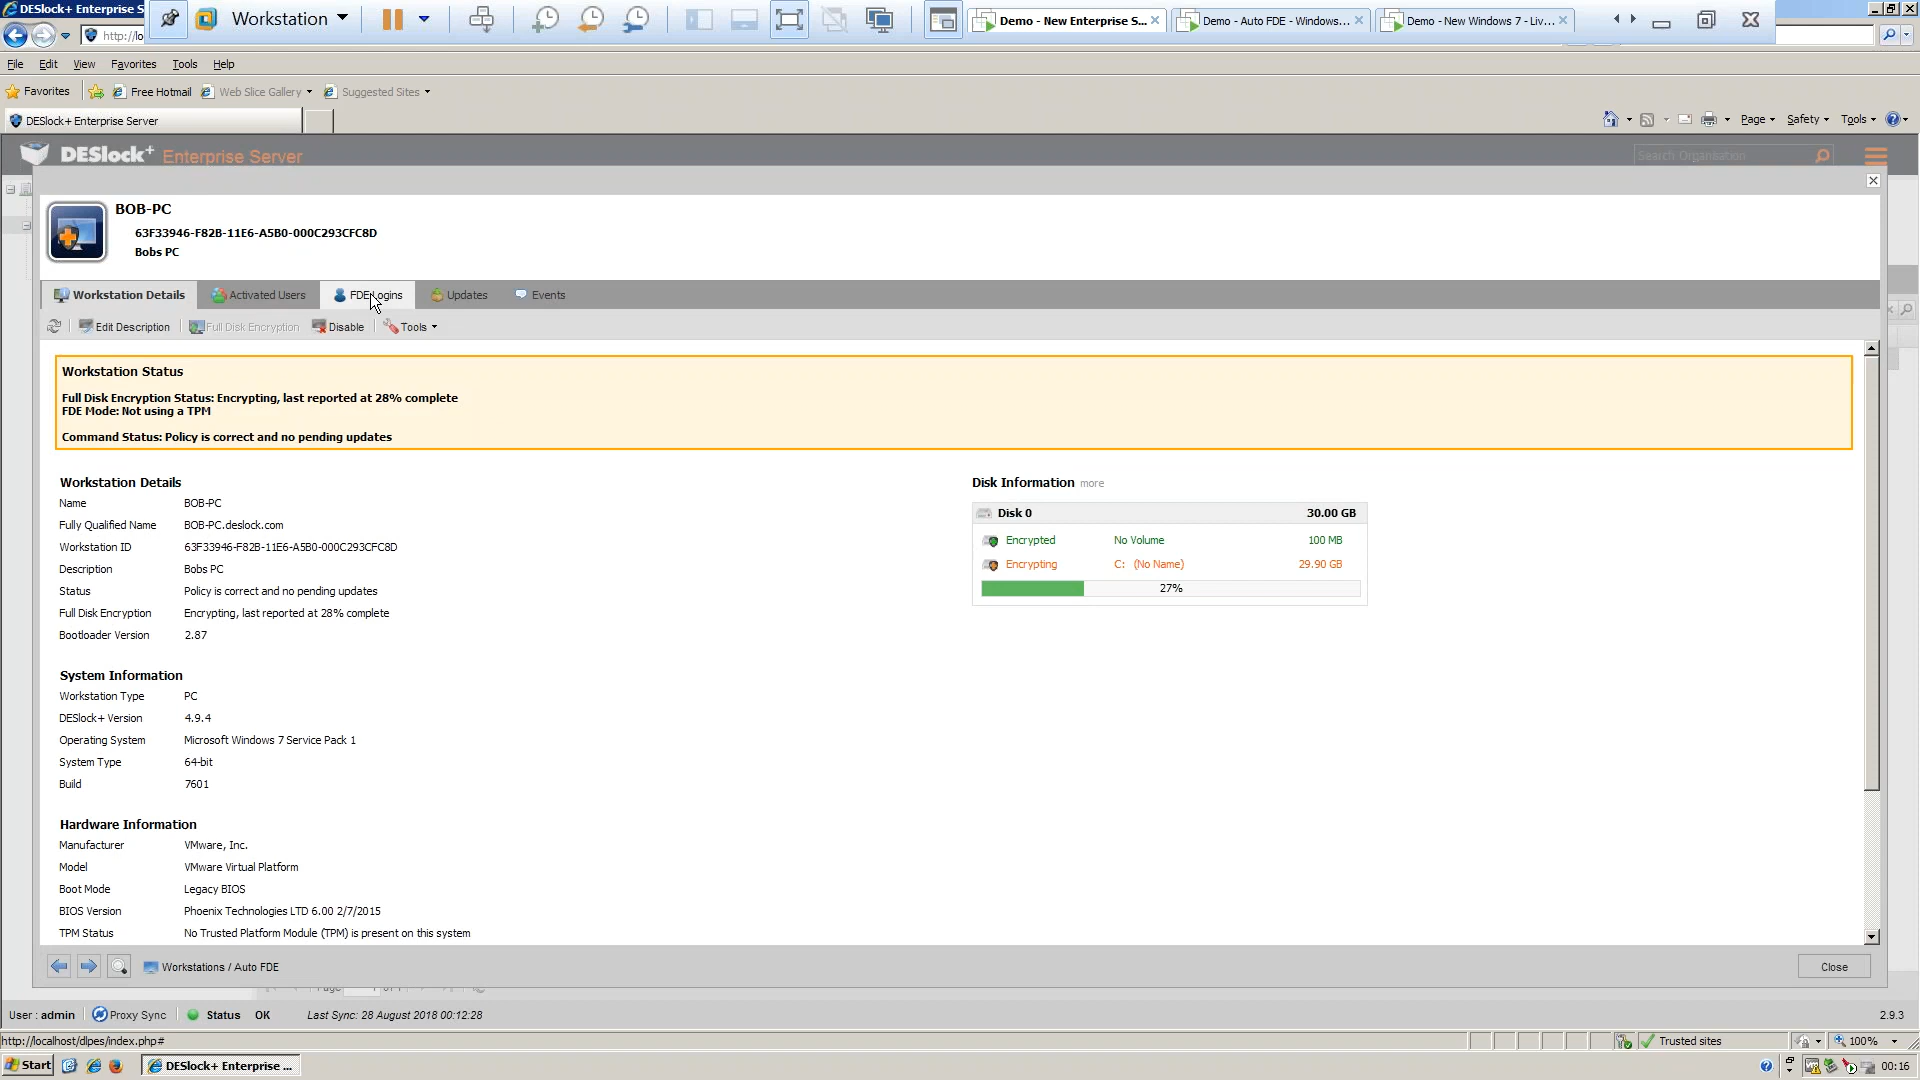 DESlock+ Enterprise S
Workstation
Demo - New Enterprise S...
Demo - Auto FDE - Windows...
Demo - New Windows 7 - Liv...
http://lo
File Edit View Favorites Tools Help
Favorites Free Hotmail Web Slice Gallery Suggested Sites
DESlock+ Enterprise Server
Page Safety Tools
DESlock+ Enterprise Server
Search Organisation
BOB-PC
63F33946-F82B-11E6-A5B0-000C293CFC8D
Bobs PC
Workstation Details Activated Users FDE Logins Updates Events
Edit Description Full Disk Encryption Disable Tools
Workstation Status
Full Disk Encryption Status: Encrypting, last reported at 28% complete
FDE Mode: Not using a TPM
Command Status: Policy is correct and no pending updates
Workstation Details
Name BOB-PC
Fully Qualified Name BOB-PC.deslock.com
Workstation ID 63F33946-F82B-11E6-A5B0-000C293CFC8D
Description Bobs PC
Status Policy is correct and no pending updates
Full Disk Encryption Encrypting, last reported at 28% complete
Bootloader Version 2.87
Disk Information more
Disk 0 30.00 GB
Encrypted No Volume 100 MB
Encrypting C: (No Name) 29.90 GB
27%
System Information
Workstation Type PC
DESlock+ Version 4.9.4
Operating System Microsoft Windows 7 Service Pack 1
System Type 64-bit
Build 7601
Hardware Information
Manufacturer VMware, Inc.
Model VMware Virtual Platform
Boot Mode Legacy BIOS
BIOS Version Phoenix Technologies LTD 6.00 2/7/2015
TPM Status No Trusted Platform Module (TPM) is present on this system
Workstations / Auto FDE
Close
User : admin Proxy Sync Status OK Last Sync: 28 August 2018 00:12:28 2.9.3
http://localhost/dlpes/index.php#
Trusted sites 100%
Start DESlock+ Enterprise ... 00:16